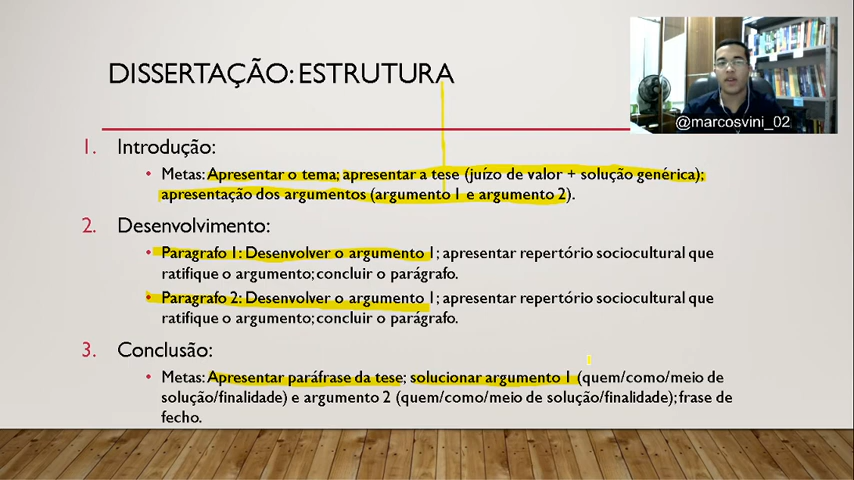 DISSERTAÇÃO: ESTRUTURA
@marcosvini_02
1. Introdução:
• Metas: Apresentar o tema; apresentar a tese (juízo de valor + solução genérica);
apresentação dos argumentos (argumento 1 e argumento 2).
2. Desenvolvimento:
• Paragrafo 1: Desenvolver o argumento 1; apresentar repertório sociocultural que
ratifique o argumento; concluir o parágrafo.
• Paragrafo 2: Desenvolver o argumento 1; apresentar repertório sociocultural que
ratifique o argumento; concluir o parágrafo.
3. Conclusão:
• Metas: Apresentar paráfrase da tese; solucionar argumento 1 (quem/como/meio de
solução/finalidade) e argumento 2 (quem/como/meio de solução/finalidade); frase de
fecho.